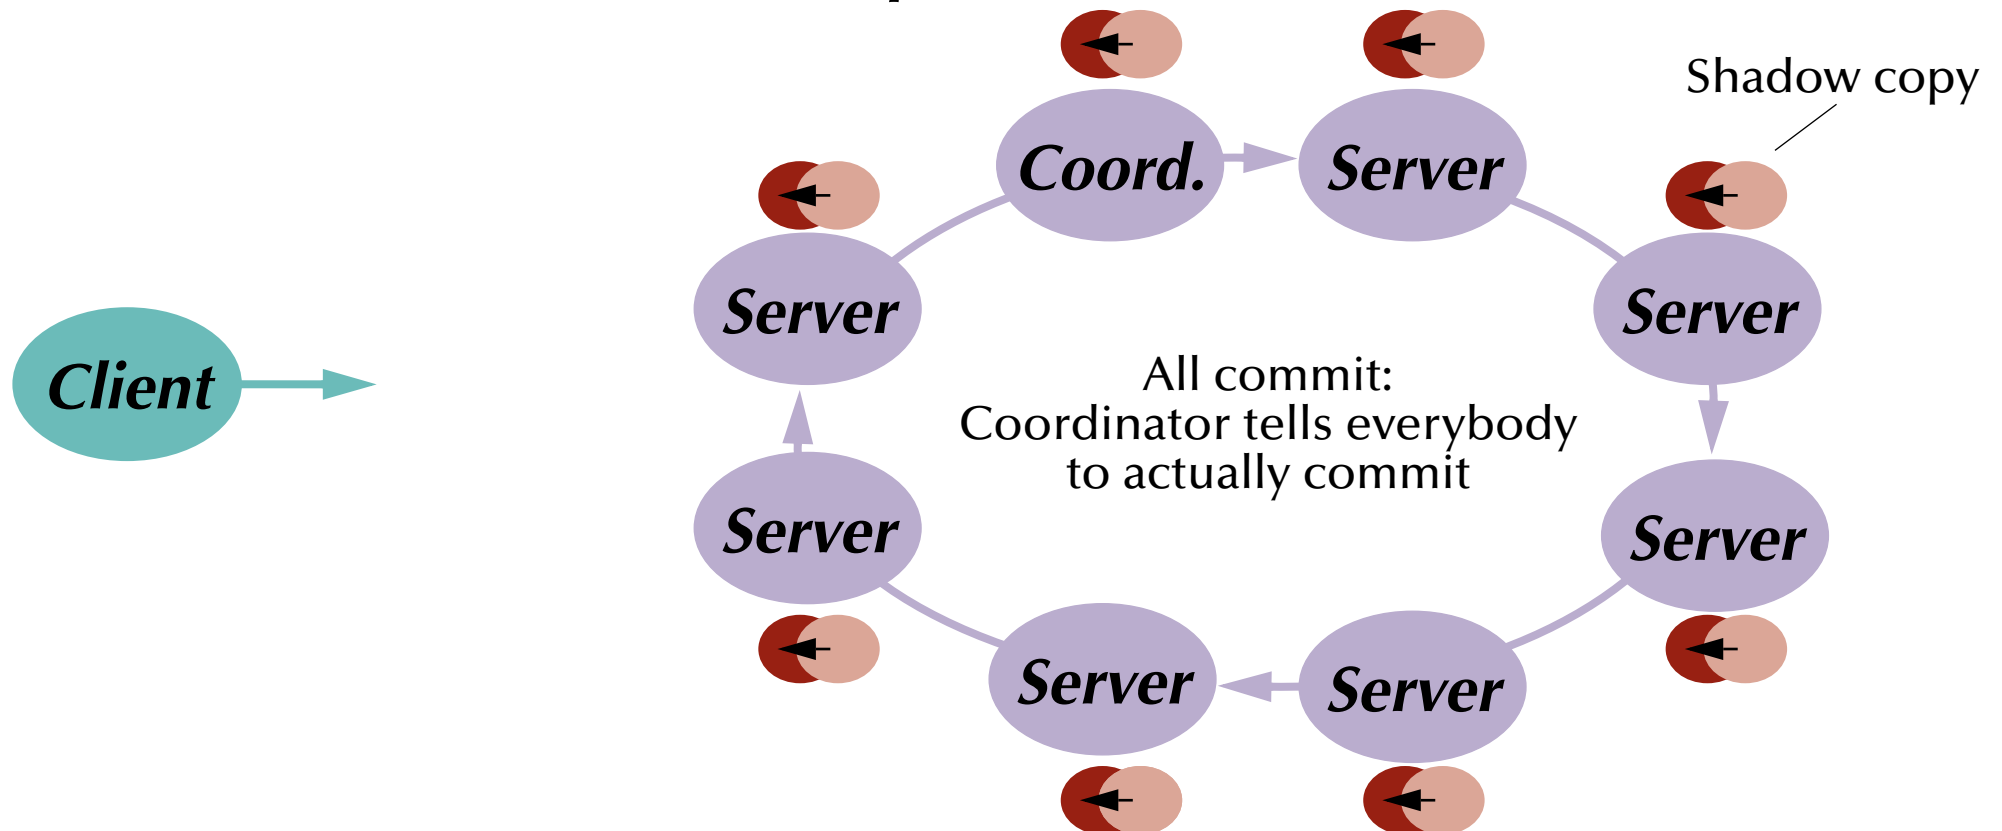 Shadow copy
Coord.
Server
Server
Server
Client
All commit:
Coordinator tells everybody
to actually commit
Server
Server
Server
Server